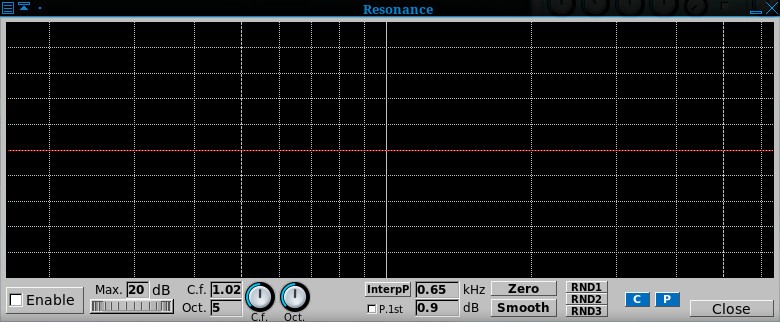 Resonance
Enable
Max. 20 dB
C.f. 1.02
Oct. 5
C.f. Oct.
InterpP 0.65 kHz
P.1st 0.9 dB
Zero
Smooth
RND1
RND2
RND3
C P
Close